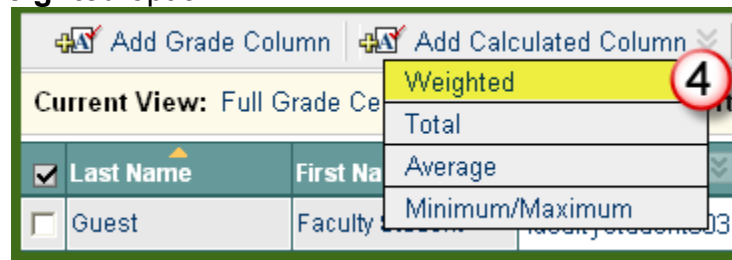 Add Grade Column Add Calculated Column
Weighted 4
Current View: Full Grade Ce
Total
Last Name First Na
Average
Guest Faculty
Minimum/Maximum